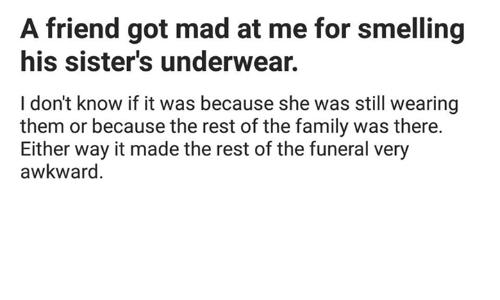 A friend got mad at me for smelling
his sister's underwear.
I don't know if it was because she was still wearing
them or because the rest of the family was there.
Either way it made the rest of the funeral very
awkward.